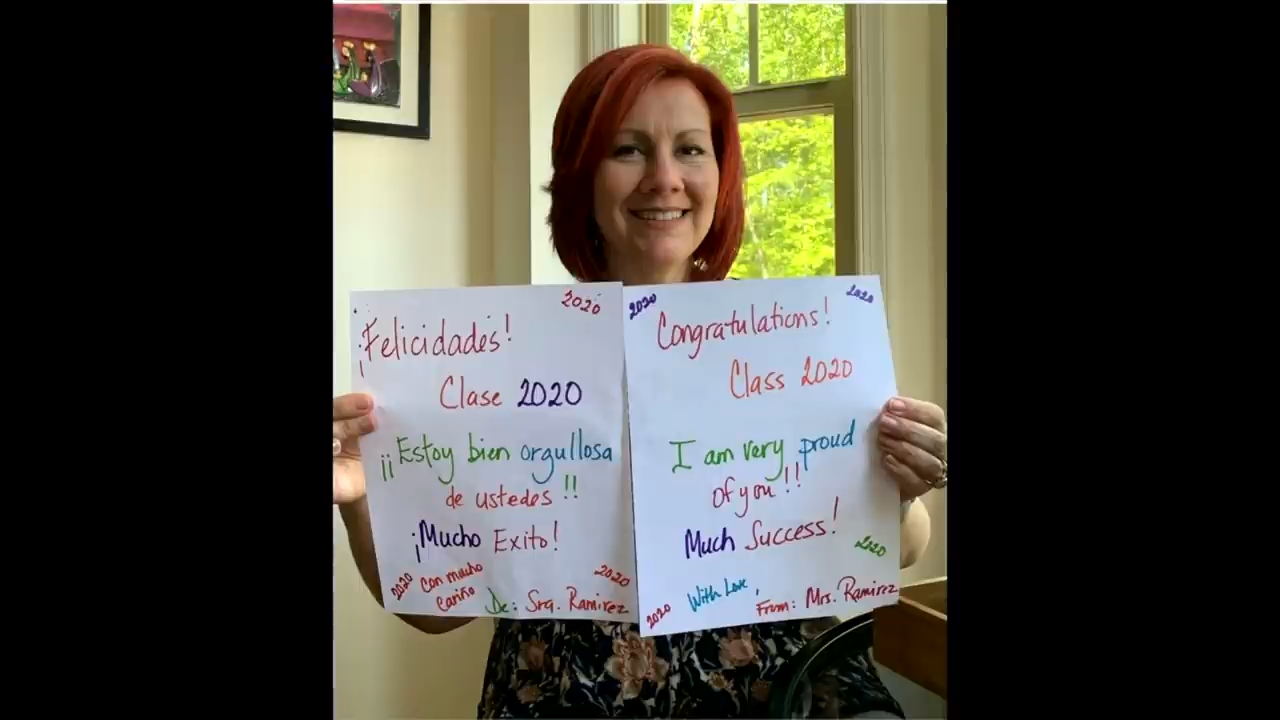 2020
¡Felicidades!
Clase 2020
¡¡Estoy bien orgullosa
de ustedes!!
¡Mucho Exito!
2020 Con mucho 2020
Cariño
De: Sra. Ramirez
2020 2020
Congratulations!
Class 2020
I am very proud
of you!!
Much Success!
2020
With Love,
2020 From: Mrs. Ramirez